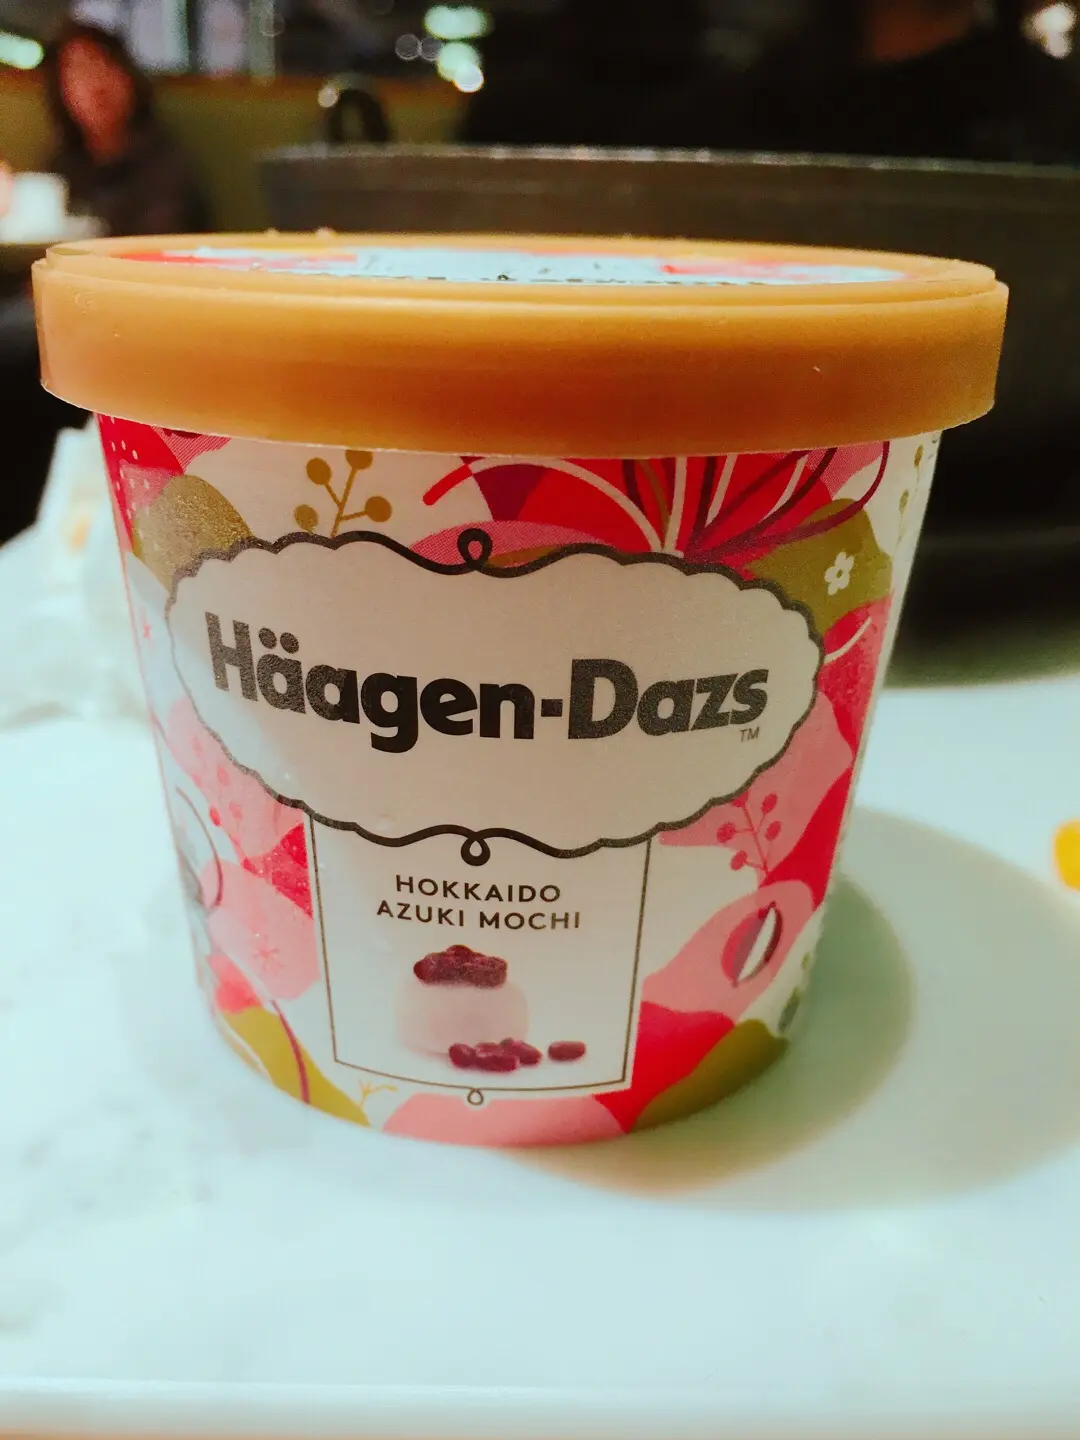 Häagen-Dazs
TM
HOKKAIDO
AZUKI MOCHI